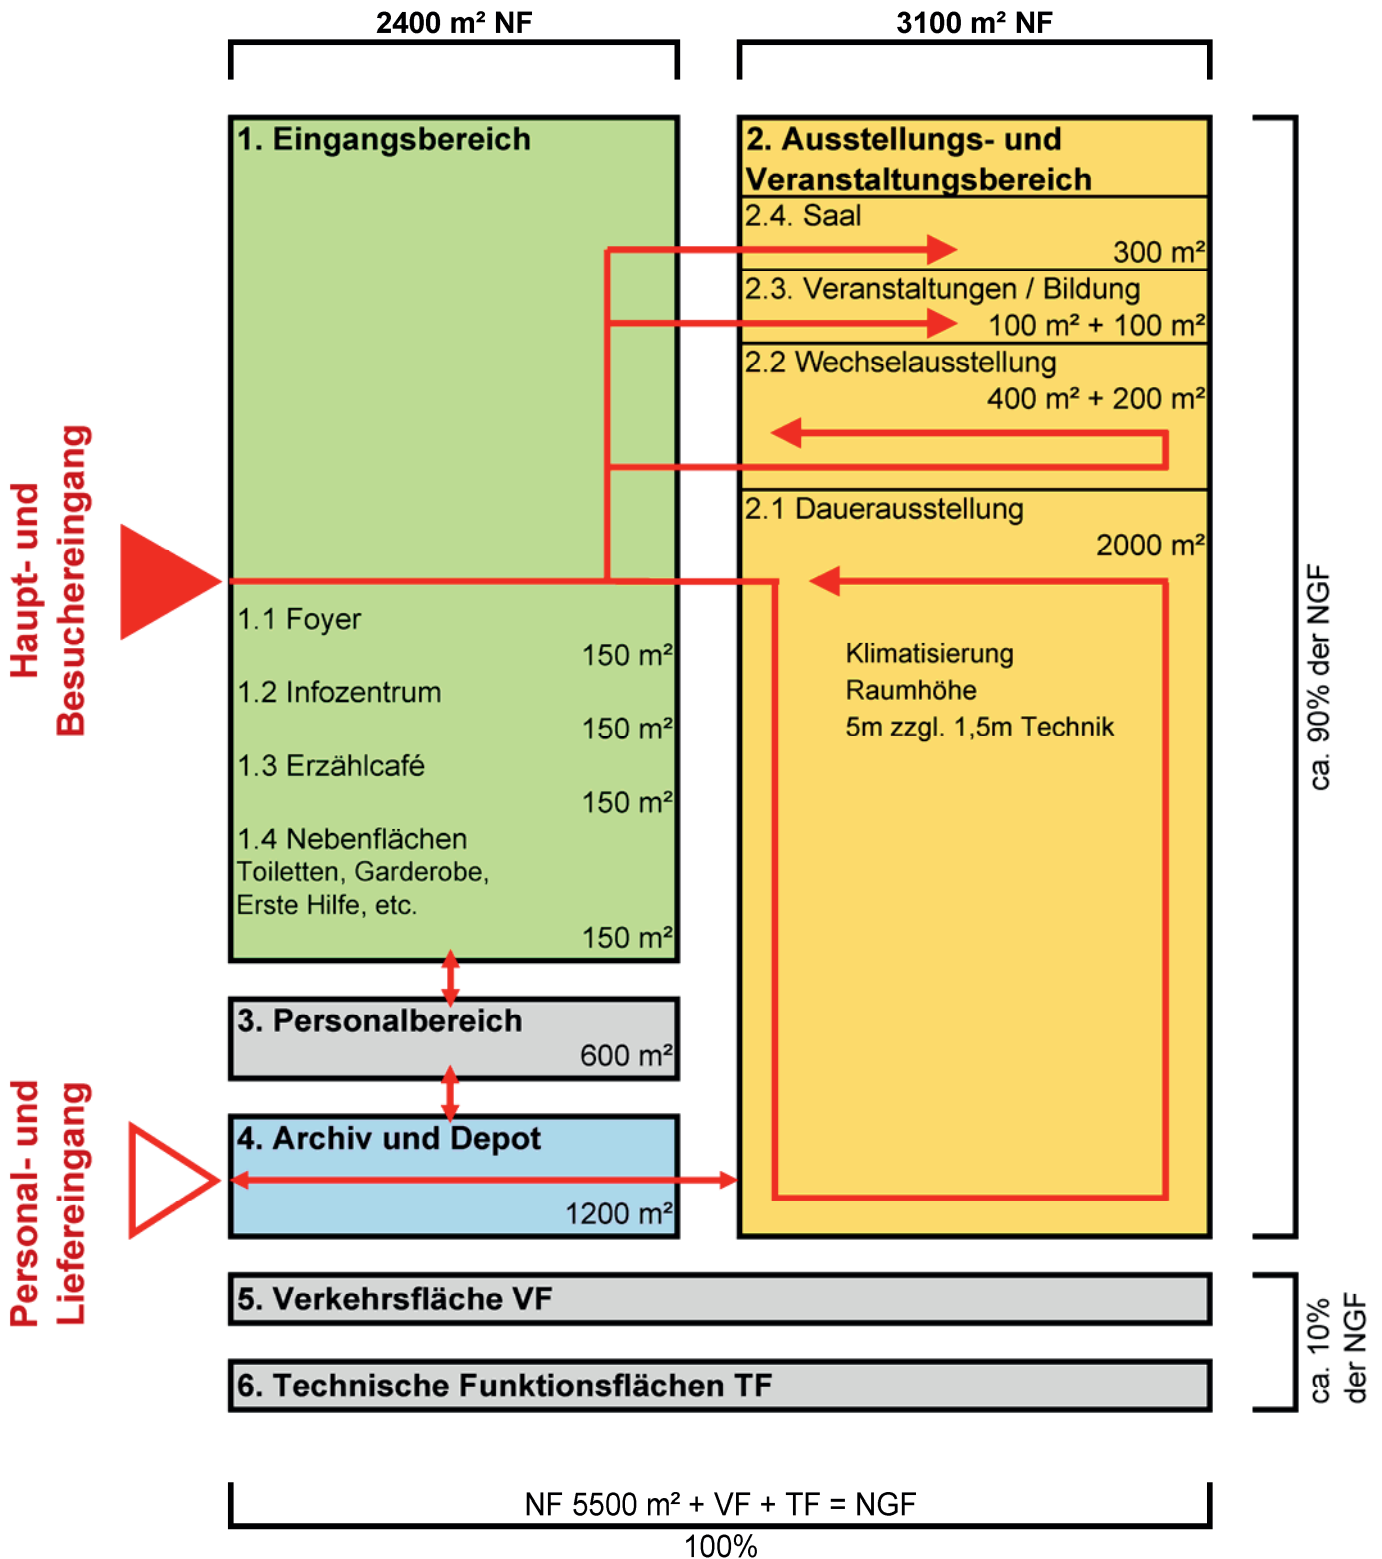 2400 m² NF
3100 m² NF
1. Eingangsbereich
1.1 Foyer
150 m²
1.2 Infozentrum
150 m²
1.3 Erzählcafé
150 m²
1.4 Nebenflächen
Toiletten, Garderobe,
Erste Hilfe, etc.
150 m²
2. Ausstellungs- und
Veranstaltungsbereich
2.4. Saal
300 m²
2.3. Veranstaltungen / Bildung
100 m² + 100 m²
2.2 Wechselausstellung
400 m² + 200 m²
2.1 Dauerausstellung
2000 m²
Klimatisierung
Raumhöhe
5m zzgl. 1,5m Technik
Haupt- und
Besuchereingang
3. Personalbereich
600 m²
Personal- und
Liefereingang
4. Archiv und Depot
1200 m²
ca. 90% der NGF
5. Verkehrsfläche VF
6. Technische Funktionsflächen TF
ca. 10%
der NGF
NF 5500 m² + VF + TF = NGF
100%